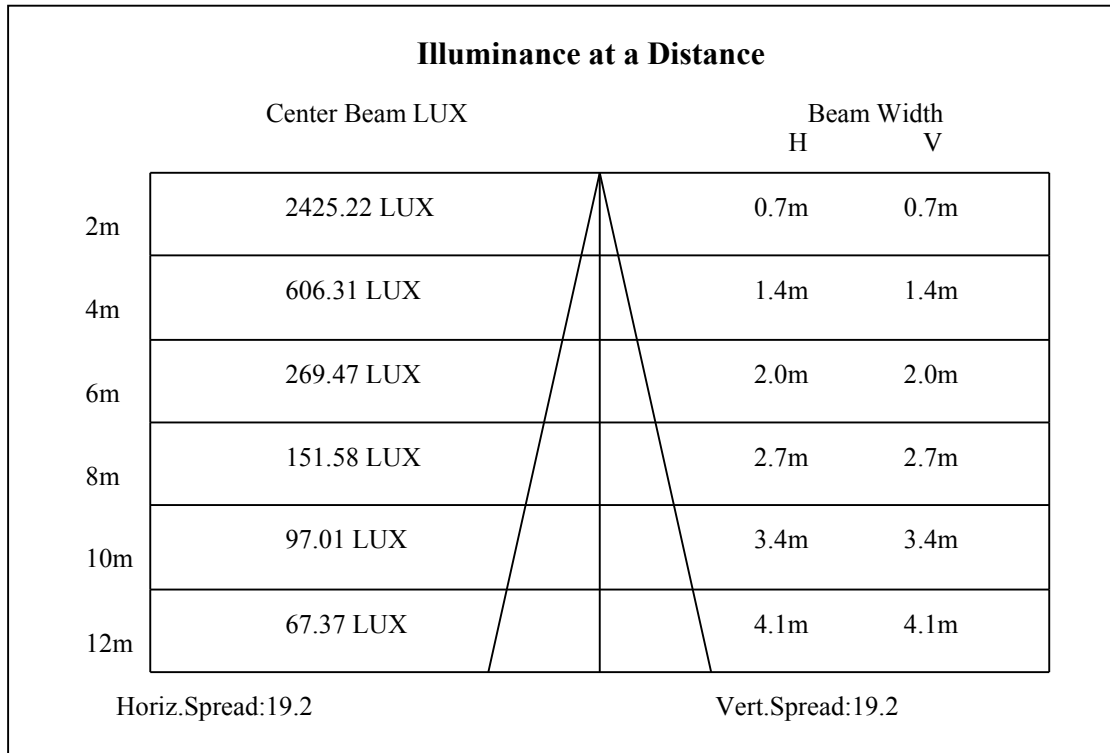 Illuminance at a Distance
Center Beam LUX Beam Width
H V
2m 2425.22 LUX 0.7m 0.7m
4m 606.31 LUX 1.4m 1.4m
6m 269.47 LUX 2.0m 2.0m
8m 151.58 LUX 2.7m 2.7m
10m 97.01 LUX 3.4m 3.4m
12m 67.37 LUX 4.1m 4.1m
Horiz.Spread:19.2 Vert.Spread:19.2